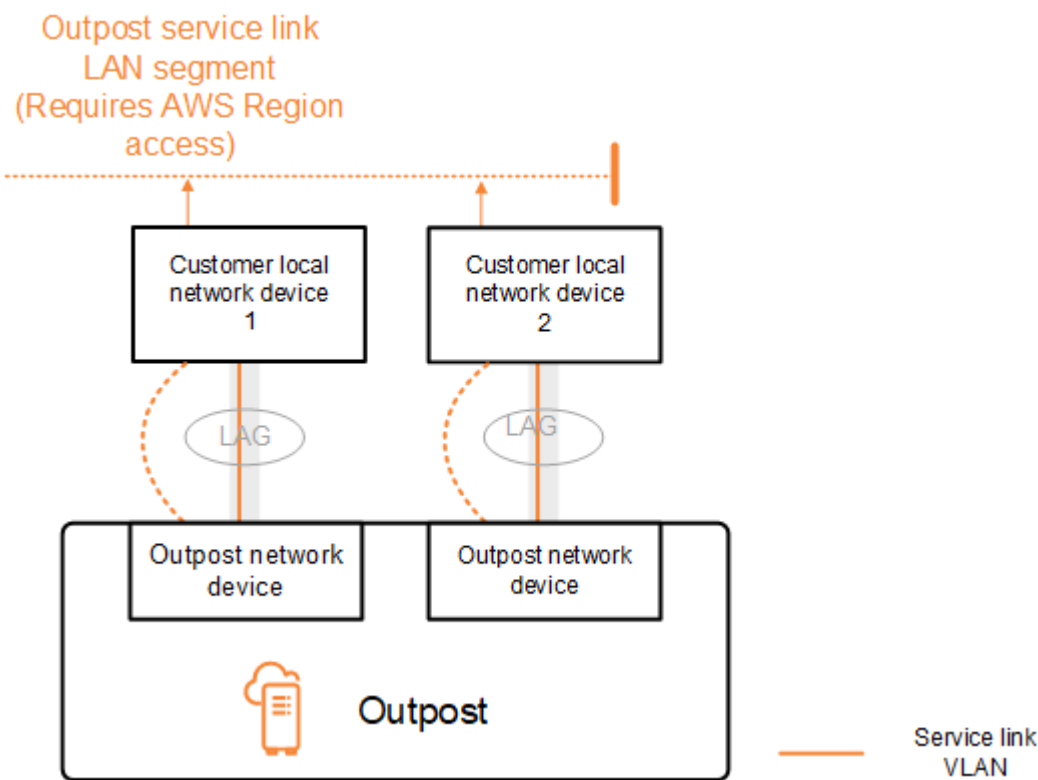 Outpost service link
LAN segment
(Requires AWS Region
access)
Customer local
network device
1
Customer local
network device
2
LAG
LAG
Outpost network
device
Outpost network
device
Outpost
Service link
VLAN